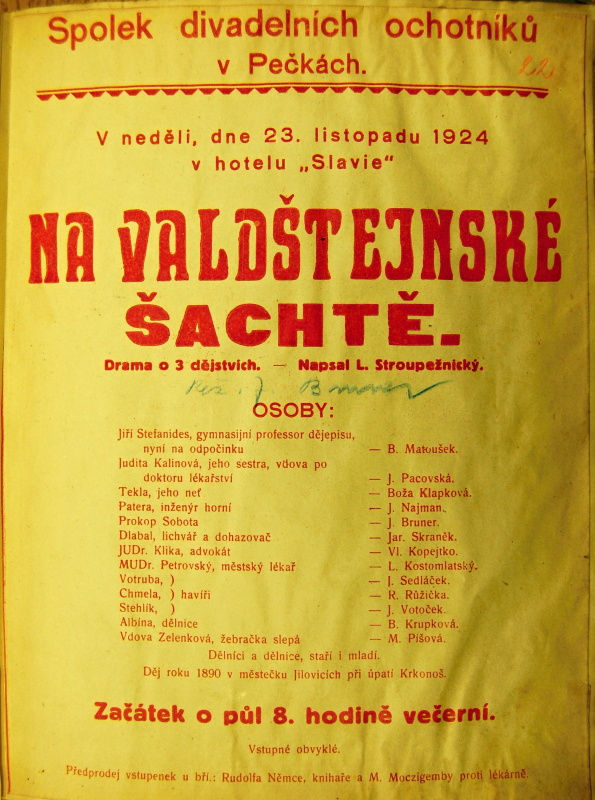 Spolek divadelních ochotníků
v Pečkách.
22
V neděli, dne 23. listopadu 1924
v hotelu „Slavie“
NA VALDŠTEJNSKÉ
ŠACHTĚ.
Drama o 3 dějstvích. — Napsal L. Stroupežnický.
Rež. J. Bruner
OSOBY:
Jiří Stefanides, gymnasijní professor dějepisu,
nyní na odpočinku — B. Matoušek.
Judita Kalinová, jeho sestra, vdova po
doktoru lékařství — J. Pacovská.
Tekla, jeho neť — Boža Klapková.
Patera, inženýr horní — J. Najman.
Prokop Sobota — J. Bruner.
Dlabal, lichvář a dohazovač — Jar. Skraněk.
JUDr. Klika, advokát — Vl. Kopejtko.
MUDr. Petrovský, městský lékař — L. Kostomlatský.
Votruba, ) — J. Sedláček.
Chmela, ) havíři — R. Růžička.
Stehlík, ) — J. Votoček.
Albína, dělnice — B. Krupková.
Vdova Zelenková, žebračka slepá — M. Píšová.
Dělníci a dělnice, staří i mladí.
Děj roku 1890 v městečku Jilovicích při úpatí Krkonoš.
Začátek o půl 8. hodině večerní.
Vstupné obvyklé.
Předprodej vstupenek u bří.: Rudolfa Němce, knihaře a M. Moczigemby proti lékárně.